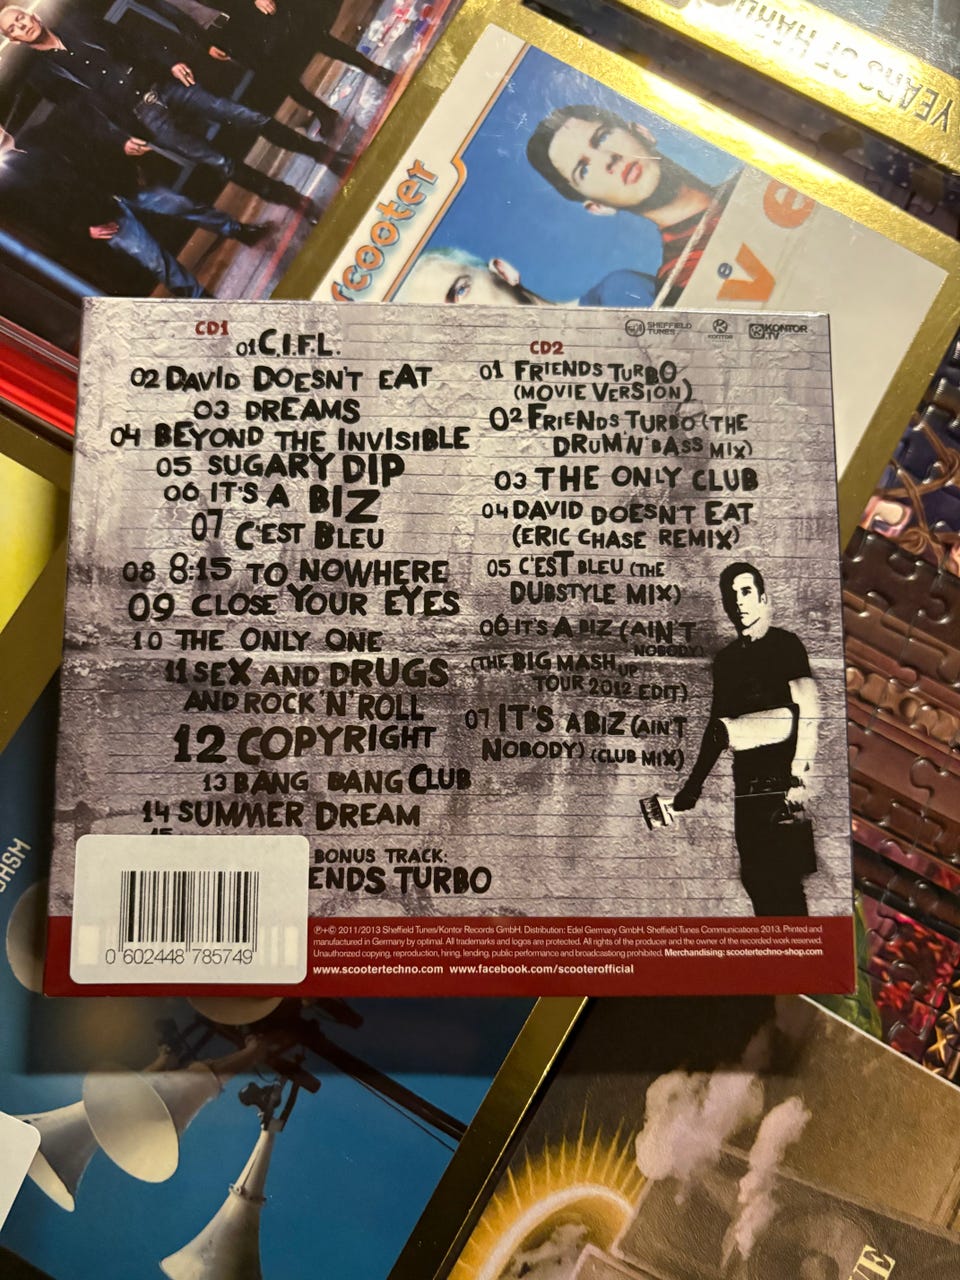 YEARS OF HARD
scooter
e
v e
CD1
01 C.I.F.L.
02 DAVID DOESN'T EAT
03 DREAMS
04 BEYOND THE INVISIBLE
05 SUGARY DIP
06 IT'S A BIZ
07 C'EST BLEU
08 8:15 TO NOWHERE
09 CLOSE YOUR EYES
10 THE ONLY ONE
11 SEX AND DRUGS
AND ROCK 'N' ROLL
12 COPYRIGHT
13 BANG BANG CLUB
14 SUMMER DREAM
15
BONUS TRACK:
ENDS TURBO
SHEFFIELD
TUNES
KONTOR
KONTOR
.TV
CD2
01 FRIENDS TURBO
(MOVIE VERSION)
02 FRIENDS TURBO (THE
DRUM'N'BASS MIX)
03 THE ONLY CLUB
04 DAVID DOESN'T EAT
(ERIC CHASE REMIX)
05 C'EST BLEU (THE
DUBSTYLE MIX)
06 IT'S A BIZ (AIN'T
NOBODY)
(THE BIG MASH UP
TOUR 2012 EDIT)
07 IT'S A BIZ (AIN'T
NOBODY) (CLUB MIX)
0 602448 785749
℗+© 2011/2013 Sheffield Tunes/Kontor Records GmbH. Distribution: Edel Germany GmbH. Sheffield Tunes Communications 2013. Printed and
manufactured in Germany by optimal. All trademarks and logos are protected. All rights of the producer and the owner of the recorded work reserved.
Unauthorized copying, reproduction, hiring, lending, public performance and broadcastiong prohibited. Merchandising: scootertechno-shop.com
www.scootertechno.com www.facebook.com/scooterofficial